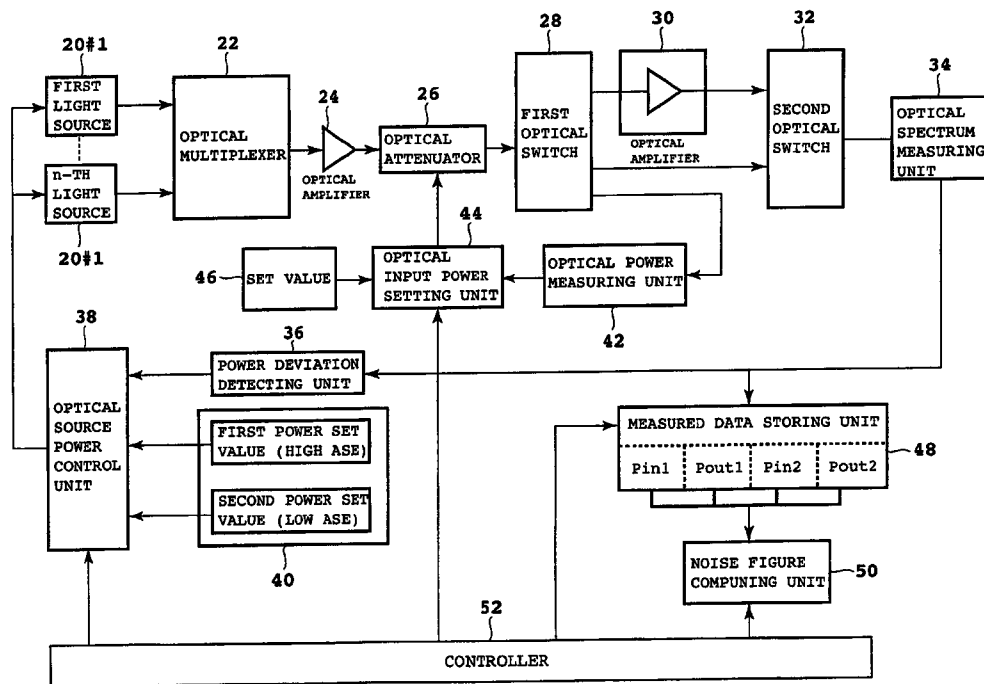 20#1
FIRST
LIGHT
SOURCE
n-TH
LIGHT
SOURCE
20#1
22
OPTICAL
MULTIPLEXER
24
OPTICAL
AMPLIFIER
26
OPTICAL
ATTENUATOR
28
FIRST
OPTICAL
SWITCH
30
OPTICAL AMPLIFIER
32
SECOND
OPTICAL
SWITCH
34
OPTICAL
SPECTRUM
MEASURING
UNIT
46
SET VALUE
44
OPTICAL
INPUT POWER
SETTING UNIT
OPTICAL POWER
MEASURING UNIT
42
38
OPTICAL
SOURCE
POWER
CONTROL
UNIT
36
POWER DEVIATION
DETECTING UNIT
FIRST POWER SET
VALUE (HIGH ASE)
SECOND POWER SET
VALUE (LOW ASE)
40
MEASURED DATA STORING UNIT
Pin1 Pout1 Pin2 Pout2
48
NOISE FIGURE
COMPUNING UNIT
50
52
CONTROLLER